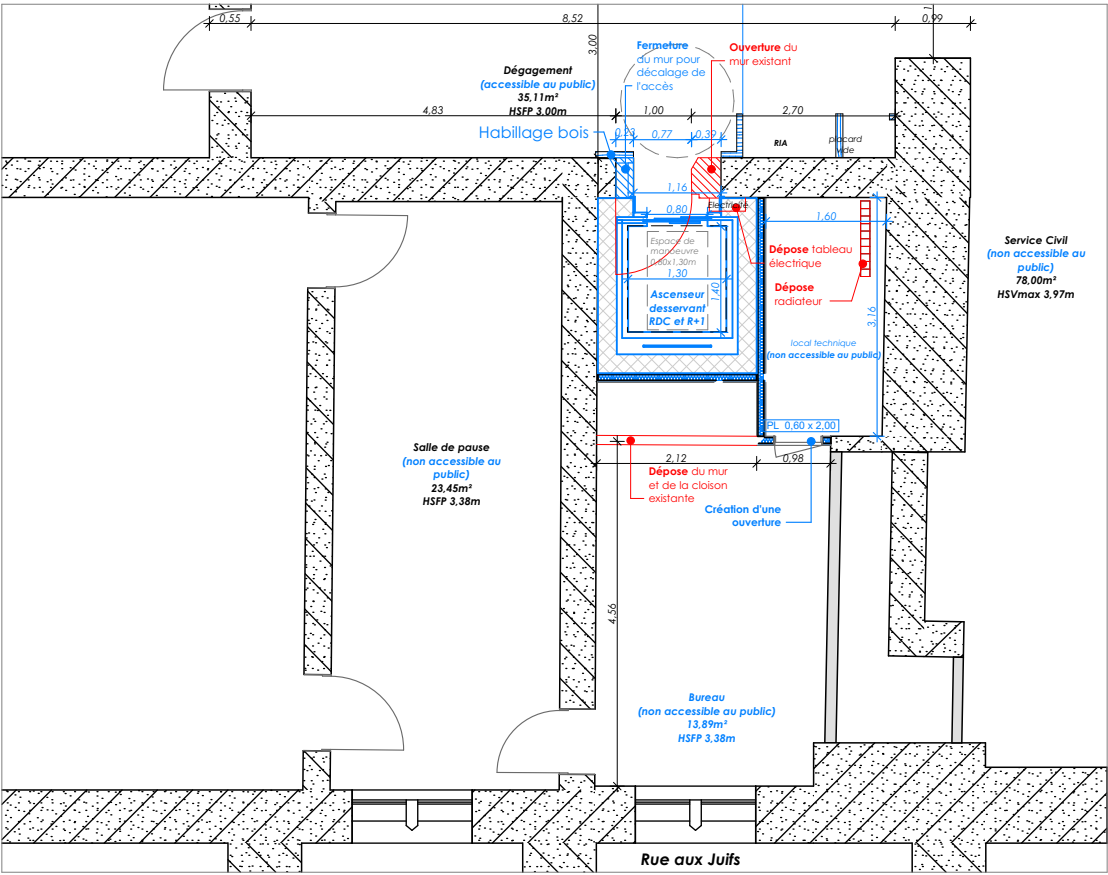 0,55
8,52
0,99
1
3,00
Fermeture
du mur pour
décalage de
l'accès
Ouverture du
mur existant
Dégagement
(accessible au public)
35,11m²
HSFP 3,00m
4,83
1,00
2,70
Habillage bois
0,23
0,77
0,39
RIA
placard
vide
1,16
0,80
Electricité
1,60
Espace de
manoeuvre
0,80x1,30m
1,30
1,40
Ascenseur
desservant
RDC et R+1
Dépose tableau
électrique
Dépose
radiateur
3,16
local technique
(non accessible au public)
Service Civil
(non accessible au
public)
78,00m²
HSVmax 3,97m
PL 0,60 x 2,00
2,12
0,98
Dépose du mur
et de la cloison
existante
Création d'une
ouverture
Salle de pause
(non accessible au
public)
23,45m²
HSFP 3,38m
4,56
Bureau
(non accessible au public)
13,89m²
HSFP 3,38m
Rue aux Juifs